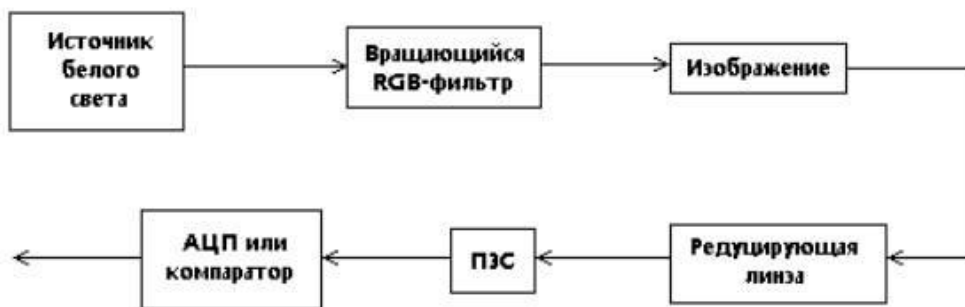 Источник
белого
света
Вращающийся
RGB-фильтр
Изображение
АЦП или
компаратор
ПЗС
Редуцирующая
линза